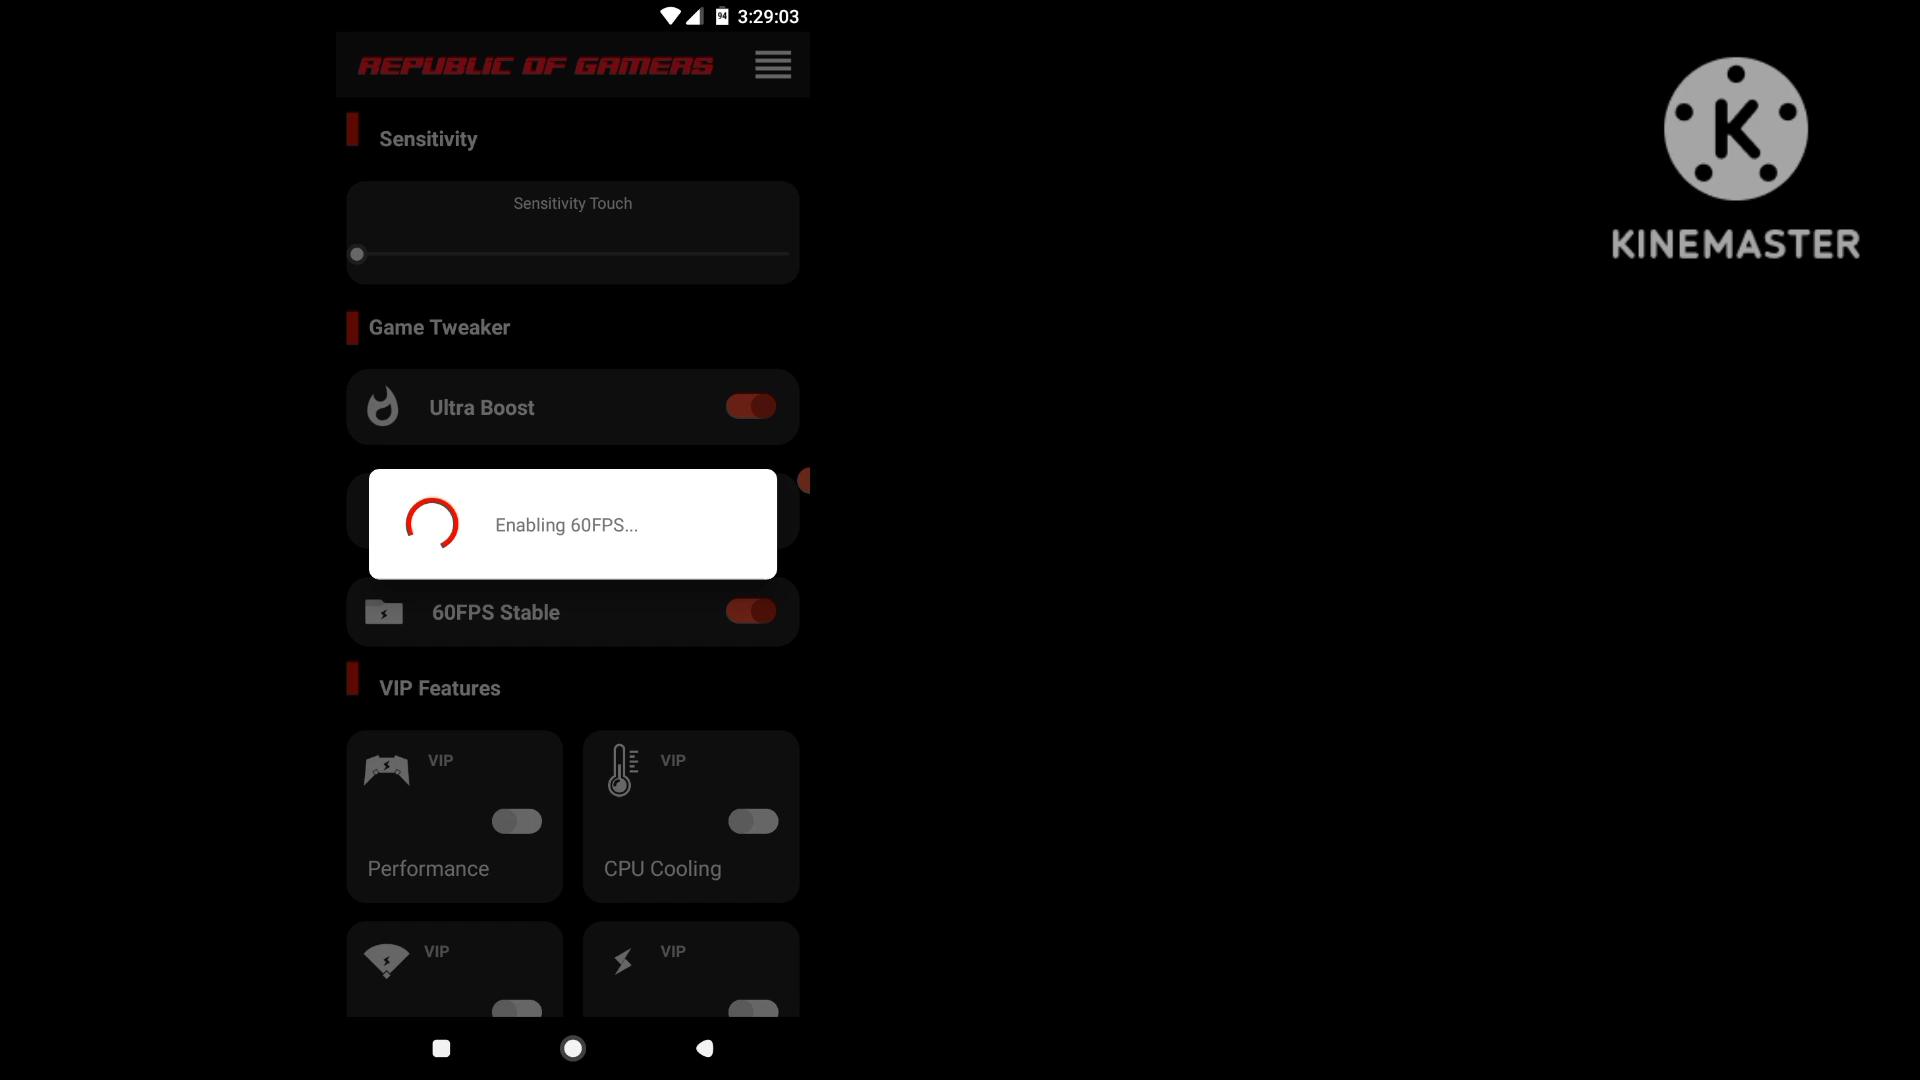 94 3:29:03
REPUBLIC OF GAMERS
K
KINEMASTER
Sensitivity
Sensitivity Touch
Game Tweaker
Ultra Boost
Enabling 60FPS...
60FPS Stable
VIP Features
VIP VIP
Performance CPU Cooling
VIP VIP